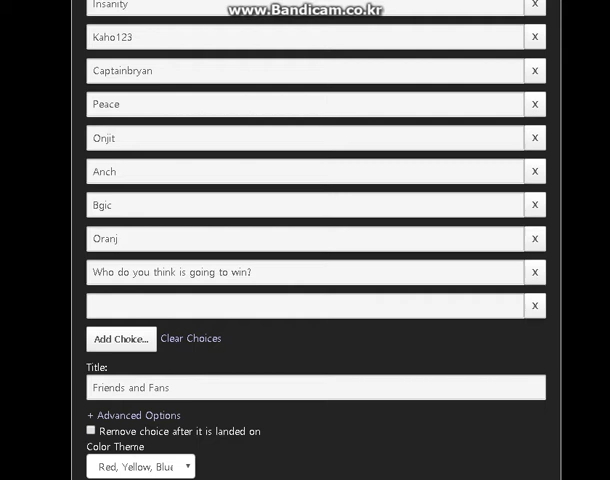 Insanity
www.Bandicam.co.kr
X
Kaho123
X
Captainbryan
X
Peace
X
Onjit
X
Anch
X
Bgic
X
Oranj
X
Who do you think is going to win?
X
X
Add Choice... Clear Choices
Title:
Friends and Fans
+ Advanced Options
Remove choice after it is landed on
Color Theme
Red, Yellow, Blue